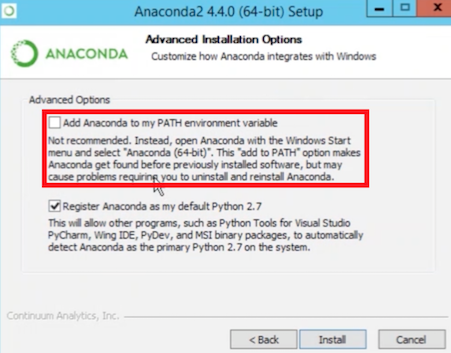 Anaconda2 4.4.0 (64-bit) Setup
ANACONDA
Advanced Installation Options
Customize how Anaconda integrates with Windows
Advanced Options
Add Anaconda to my PATH environment variable
Not recommended. Instead, open Anaconda with the Windows Start
menu and select "Anaconda (64-bit)". This "add to PATH" option makes
Anaconda get found before previously installed software, but may
cause problems requiring you to uninstall and reinstall Anaconda.
Register Anaconda as my default Python 2.7
This will allow other programs, such as Python Tools for Visual Studio
PyCharm, Wing IDE, PyDev, and MSI binary packages, to automatically
detect Anaconda as the primary Python 2.7 on the system.
Continuum Analytics, Inc.
< Back
Install
Cancel